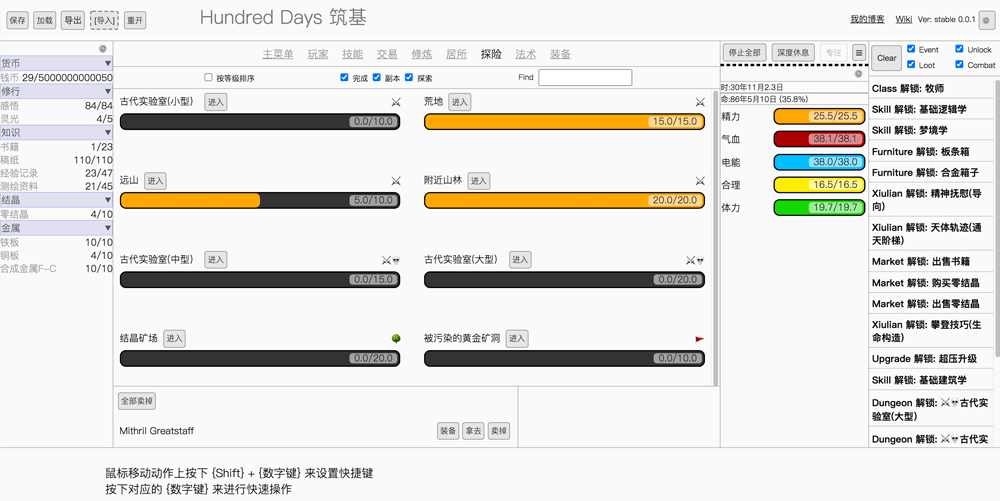 保存 加载 导出 [导入] 重开
Hundred Days 筑基
我的博客 Wiki Ver: stable 0.0.1
货币
钱币 29/5000000000050
修行
感悟 84/84
灵光 4/5
知识
书籍 1/23
稿纸 110/110
经验记录 23/47
测绘资料 21/45
结晶
零结晶 4/10
金属
铁板 10/10
铜板 4/10
合成金属F-C 10/10
主菜单 玩家 技能 交易 修炼 居所 探险 法术 装备
按等级排序 完成 副本 探索 Find
古代实验室(小型) 进入
0.0/10.0
荒地 进入
15.0/15.0
远山 进入
5.0/10.0
附近山林 进入
20.0/20.0
古代实验室(中型) 进入
0.0/15.0
古代实验室(大型) 进入
0.0/20.0
结晶矿场 进入
0.0/20.0
被污染的黄金矿洞 进入
0.0/10.0
全部卖掉
Mithril Greatstaff 装备 拿去 卖掉
停止全部 深度休息 专注
时:30年11月2.3日
命:86年5月10日 (35.8%)
精力 25.5/25.5
气血 38.1/38.1
电能 38.0/38.0
合理 16.5/16.5
体力 19.7/19.7
Clear Event Unlock
Loot Combat
Class 解锁: 牧师
Skill 解锁: 基础逻辑学
Skill 解锁: 梦境学
Furniture 解锁: 板条箱
Furniture 解锁: 合金箱子
Xiulian 解锁: 精神抚慰(导
向)
Xiulian 解锁: 天体轨迹(通
天阶梯)
Market 解锁: 出售书籍
Market 解锁: 购买零结晶
Market 解锁: 出售零结晶
Xiulian 解锁: 攀登技巧(生
命构造)
Upgrade 解锁: 超压升级
Skill 解锁: 基础建筑学
Dungeon 解锁: ⚔💀古代实
验室(大型)
Dungeon 解锁: ⚔💀古代实
鼠标移动动作上按下 {Shift} + {数字键} 来设置快捷键
按下对应的 {数字键} 来进行快速操作